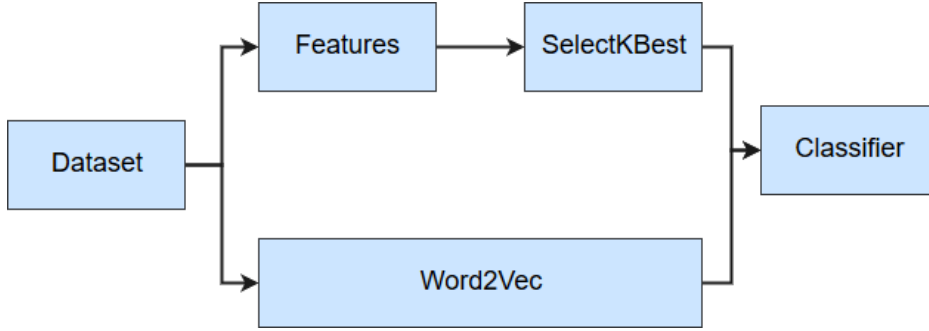 Features
SelectKBest
Dataset
Classifier
Word2Vec